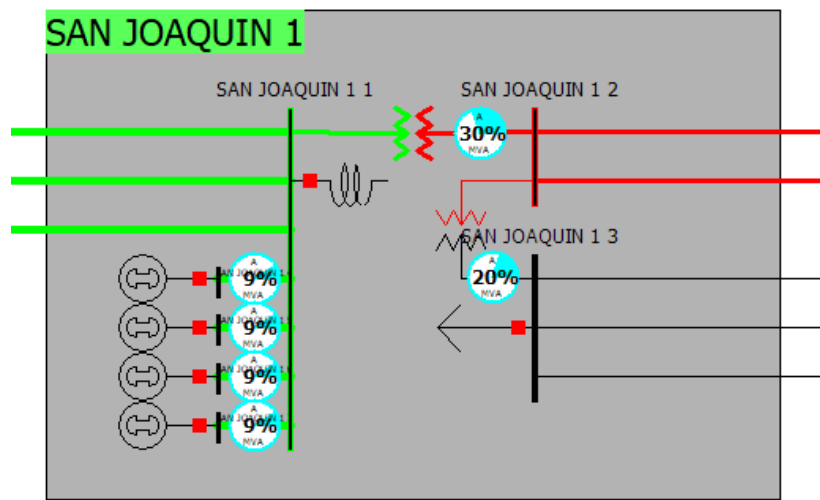 SAN JOAQUIN 1
SAN JOAQUIN 1 1
SAN JOAQUIN 1 2
A
30%
MVA
SAN JOAQUIN 1 3
A
20%
MVA
A
9%
MVA
A
9%
MVA
A
9%
MVA
A
9%
MVA